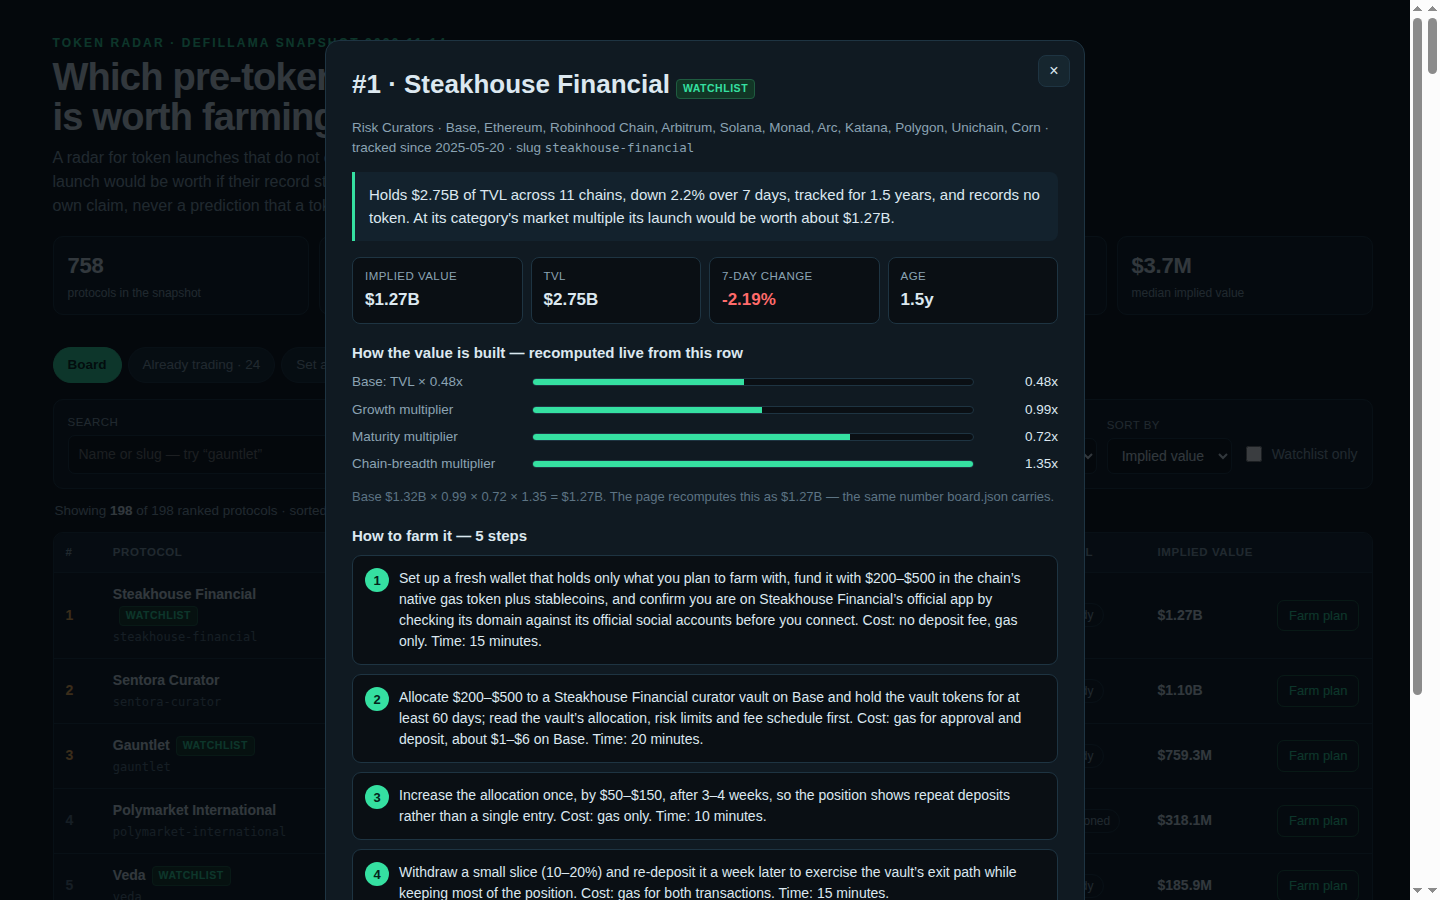 TOKEN RADAR · DEFILLAMA SNAPSHOT
Which pre-token
is worth farming
A radar for token launches that do not
launch would be worth if their record
own claim, never a prediction that a
758
protocols in the snapshot
$3.7M
median implied value
Board
Already trading · 24
Set
SEARCH
Name or slug — try “gauntlet”
SORT BY
Implied value
Watchlist only
Showing 198 of 198 ranked protocols · sorted
# PROTOCOL IMPLIED VALUE
1 Steakhouse Financial WATCHLIST steakhouse-financial $1.27B Farm plan
2 Sentora Curator sentora-curator $1.10B Farm plan
3 Gauntlet WATCHLIST gauntlet $759.3M Farm plan
4 Polymarket International polymarket-international $318.1M Farm plan
5 Veda WATCHLIST veda $185.9M Farm plan
#1 · Steakhouse Financial WATCHLIST
×
Risk Curators · Base, Ethereum, Robinhood Chain, Arbitrum, Solana, Monad, Arc, Katana, Polygon, Unichain, Corn ·
tracked since 2025-05-20 · slug steakhouse-financial
Holds $2.75B of TVL across 11 chains, down 2.2% over 7 days, tracked for 1.5 years, and records no
token. At its category's market multiple its launch would be worth about $1.27B.
IMPLIED VALUE
$1.27B
TVL
$2.75B
7-DAY CHANGE
-2.19%
AGE
1.5y
How the value is built — recomputed live from this row
Base: TVL × 0.48x 0.48x
Growth multiplier 0.99x
Maturity multiplier 0.72x
Chain-breadth multiplier 1.35x
Base $1.32B × 0.99 × 0.72 × 1.35 = $1.27B. The page recomputes this as $1.27B — the same number board.json carries.
How to farm it — 5 steps
1 Set up a fresh wallet that holds only what you plan to farm with, fund it with $200–$500 in the chain’s
native gas token plus stablecoins, and confirm you are on Steakhouse Financial’s official app by
checking its domain against its official social accounts before you connect. Cost: no deposit fee, gas
only. Time: 15 minutes.
2 Allocate $200–$500 to a Steakhouse Financial curator vault on Base and hold the vault tokens for at
least 60 days; read the vault’s allocation, risk limits and fee schedule first. Cost: gas for approval and
deposit, about $1–$6 on Base. Time: 20 minutes.
3 Increase the allocation once, by $50–$150, after 3–4 weeks, so the position shows repeat deposits
rather than a single entry. Cost: gas only. Time: 10 minutes.
4 Withdraw a small slice (10–20%) and re-deposit it a week later to exercise the vault’s exit path while
keeping most of the position. Cost: gas for both transactions. Time: 15 minutes.